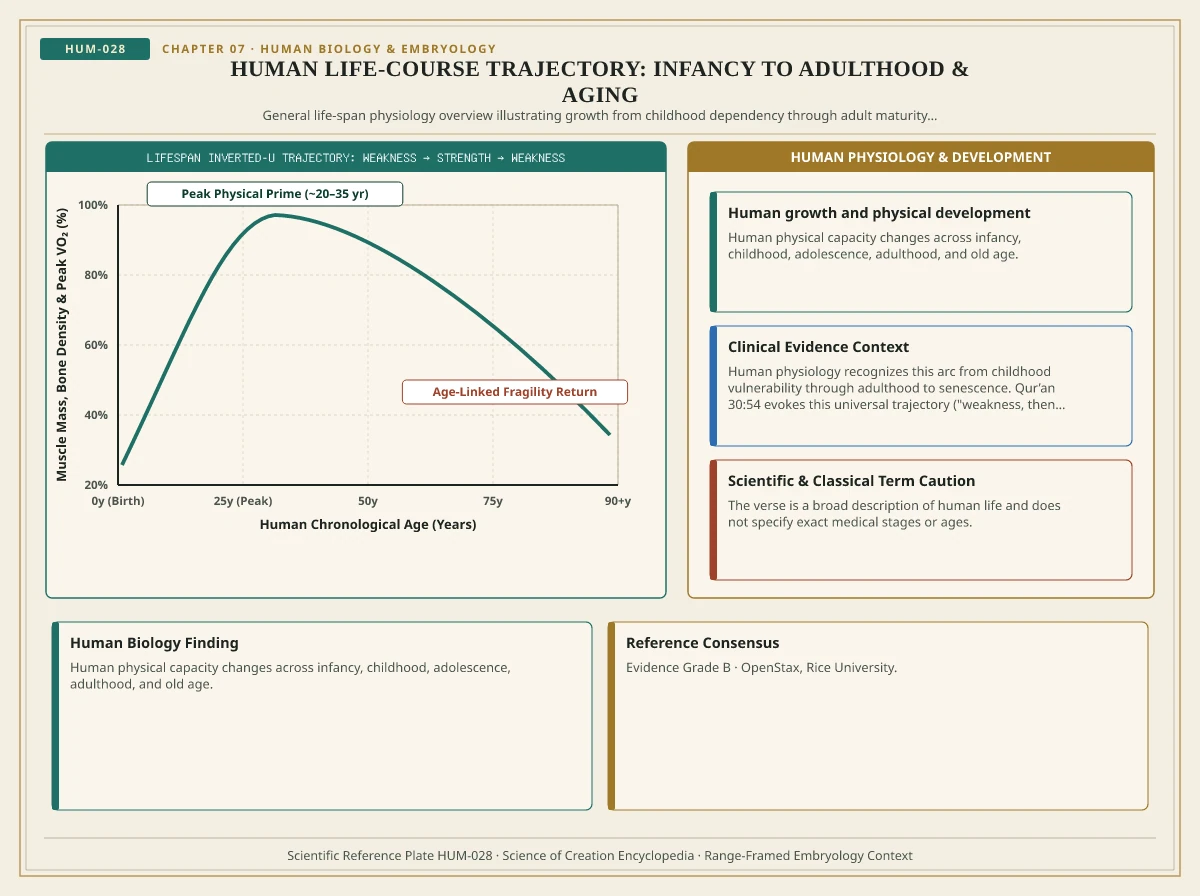 HUM-028
CHAPTER 07 · HUMAN BIOLOGY & EMBRYOLOGY
HUMAN LIFE-COURSE TRAJECTORY: INFANCY TO ADULTHOOD &
AGING
General life-span physiology overview illustrating growth from childhood dependency through adult maturity...
LIFESPAN INVERTED-U TRAJECTORY: WEAKNESS → STRENGTH → WEAKNESS
Peak Physical Prime (~20–35 yr)
Muscle Mass, Bone Density & Peak VO₂ (%)
100%
80%
60%
40%
20%
Age-Linked Fragility Return
0y (Birth)
25y (Peak)
50y
75y
90+y
Human Chronological Age (Years)
HUMAN PHYSIOLOGY & DEVELOPMENT
Human growth and physical development
Human physical capacity changes across infancy,
childhood, adolescence, adulthood, and old age.
Clinical Evidence Context
Human physiology recognizes this arc from childhood
vulnerability through adulthood to senescence. Qur’an
30:54 evokes this universal trajectory ("weakness, then...
Scientific & Classical Term Caution
The verse is a broad description of human life and does
not specify exact medical stages or ages.
Human Biology Finding
Human physical capacity changes across infancy, childhood, adolescence,
adulthood, and old age.
Reference Consensus
Evidence Grade B · OpenStax, Rice University.
Scientific Reference Plate HUM-028 · Science of Creation Encyclopedia · Range-Framed Embryology Context